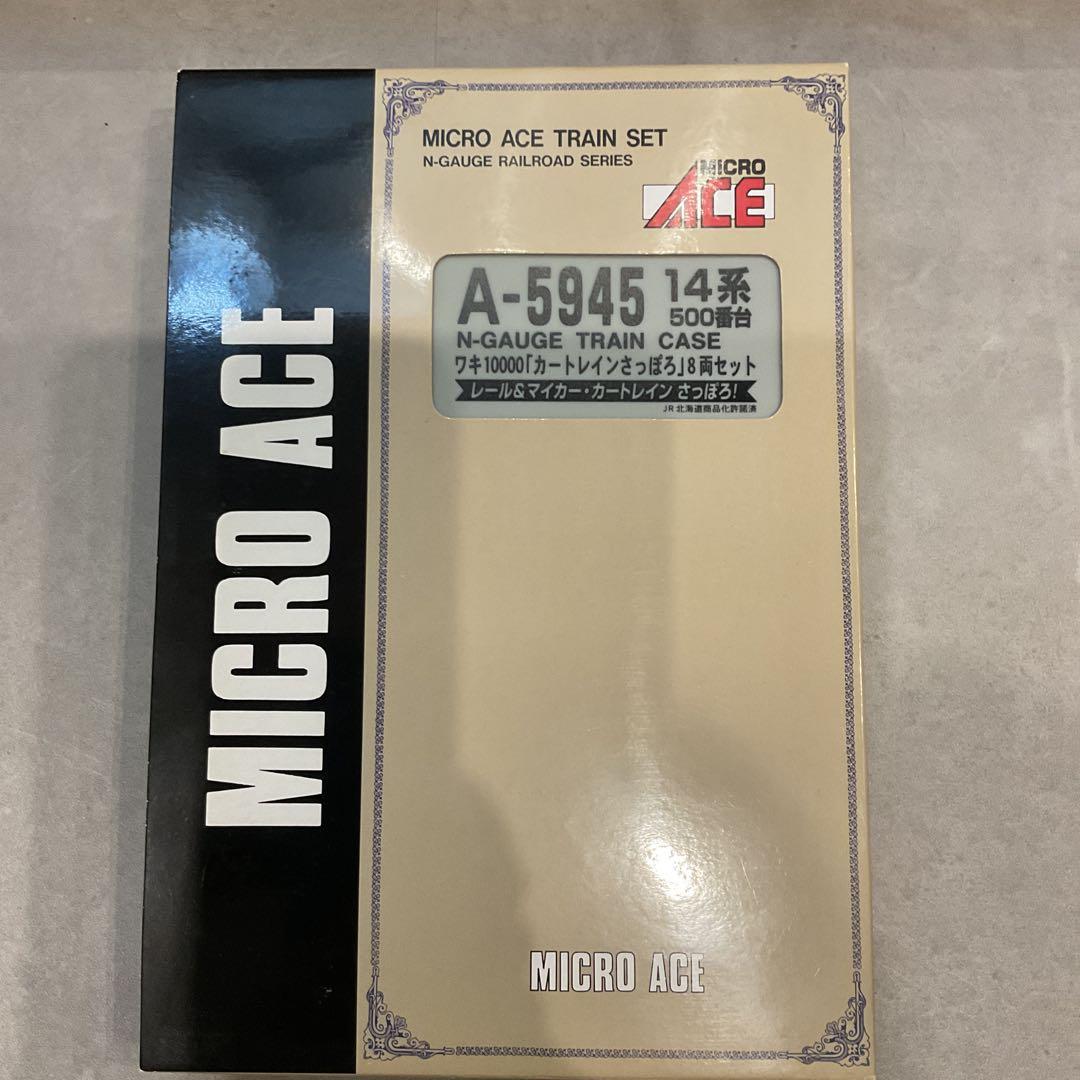 MICRO ACE
MICRO ACE TRAIN SET
N-GAUGE RAILROAD SERIES
MICRO
ACE
A-5945 14系
500番台
N-GAUGE TRAIN CASE
ワキ10000「カートレインさっぽろ」8両セット
レール&マイカー・カートレイン さっぽろ!
JR北海道商品化許諾済
MICRO ACE